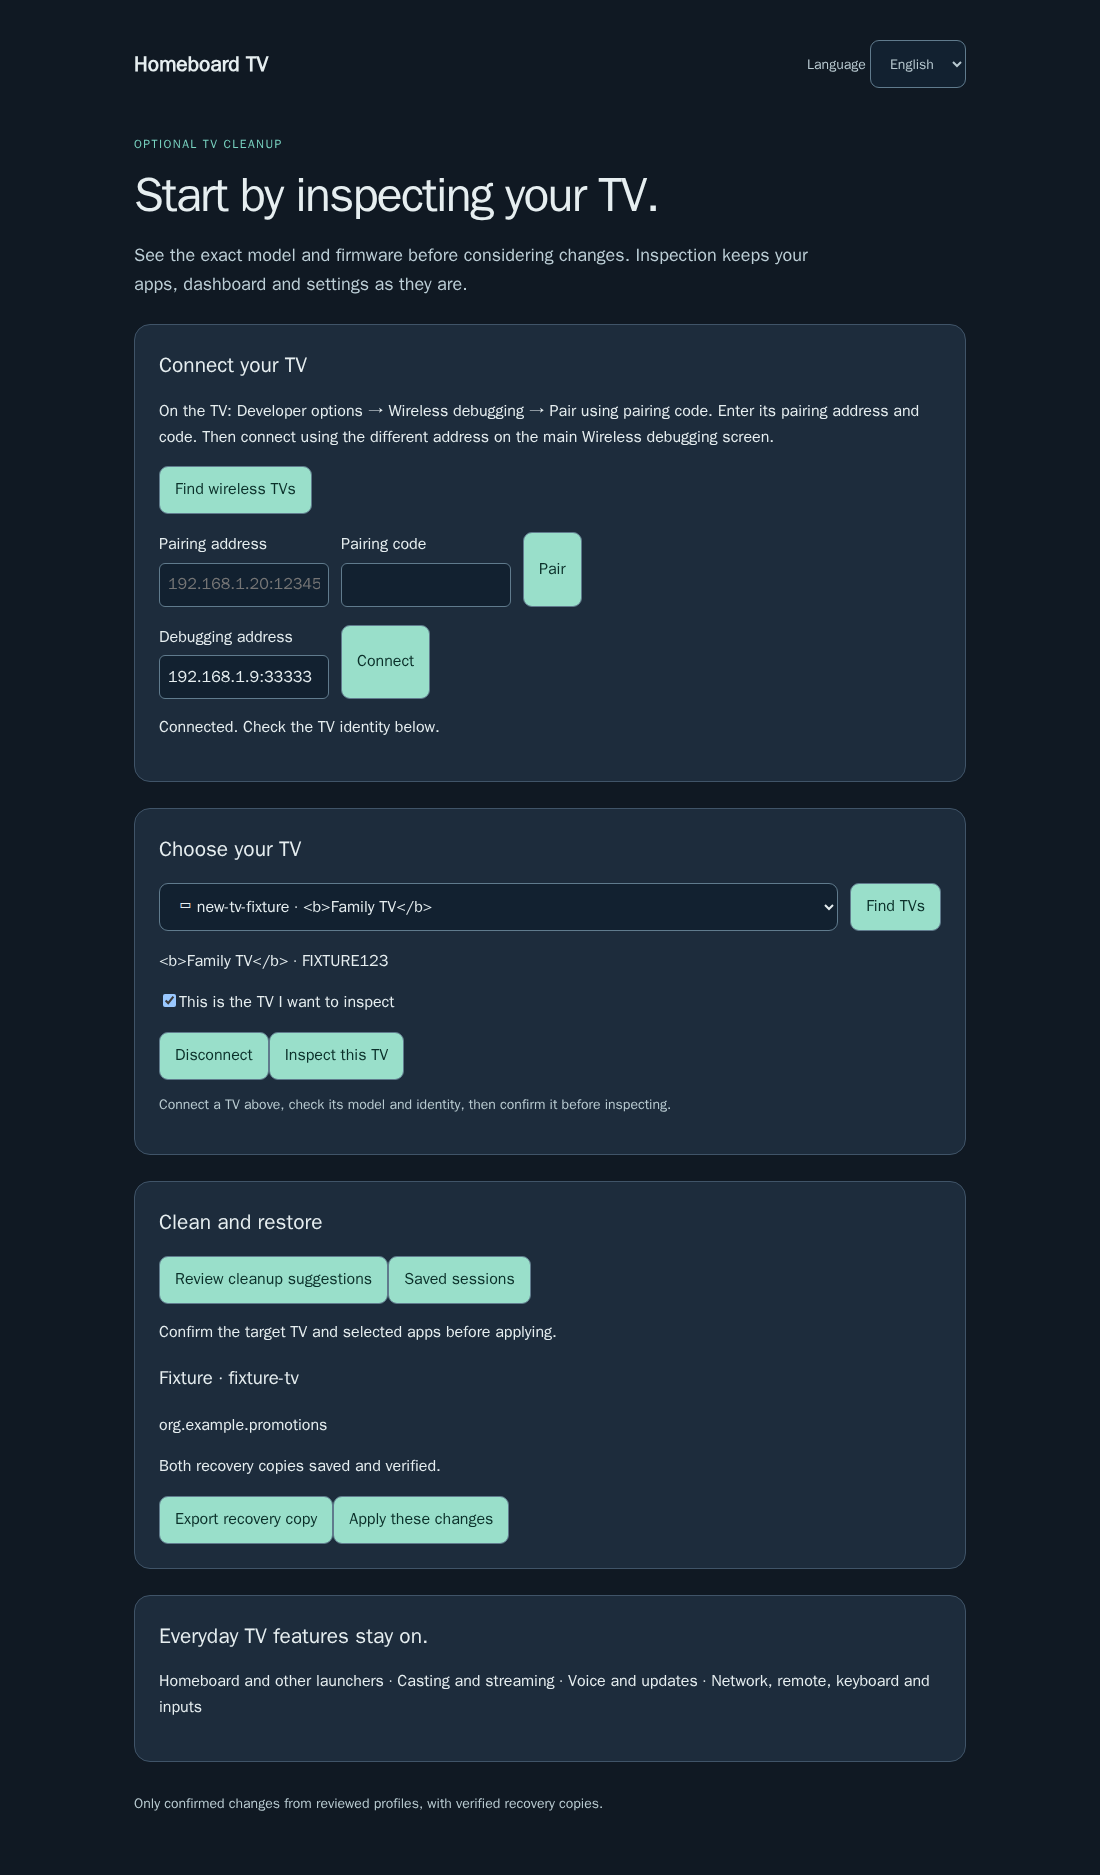 Homeboard TV
Language English
OPTIONAL TV CLEANUP
Start by inspecting your TV.
See the exact model and firmware before considering changes. Inspection keeps your
apps, dashboard and settings as they are.
Connect your TV
On the TV: Developer options → Wireless debugging → Pair using pairing code. Enter its pairing address and
code. Then connect using the different address on the main Wireless debugging screen.
Find wireless TVs
Pairing address Pairing code
192.168.1.20:12345 Pair
Debugging address
192.168.1.9:33333 Connect
Connected. Check the TV identity below.
Choose your TV
new-tv-fixture · <b>Family TV</b> Find TVs
<b>Family TV</b> · FIXTURE123
This is the TV I want to inspect
Disconnect Inspect this TV
Connect a TV above, check its model and identity, then confirm it before inspecting.
Clean and restore
Review cleanup suggestions Saved sessions
Confirm the target TV and selected apps before applying.
Fixture · fixture-tv
org.example.promotions
Both recovery copies saved and verified.
Export recovery copy Apply these changes
Everyday TV features stay on.
Homeboard and other launchers · Casting and streaming · Voice and updates · Network, remote, keyboard and
inputs
Only confirmed changes from reviewed profiles, with verified recovery copies.